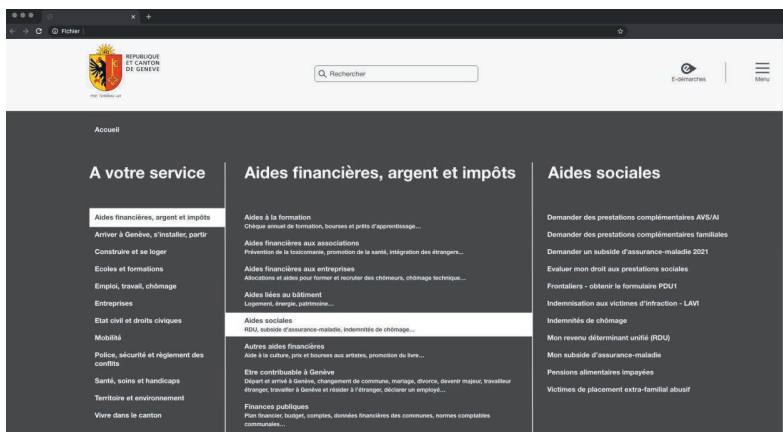 Fichier
REPUBLIQUE
ET CANTON
DE GENEVE
POST TENEBRAS LUX
Rechercher
E-démarches
Menu
Accueil
A votre service
Aides financières, argent et impôts
Arriver à Genève, s'installer, partir
Construire et se loger
Ecoles et formations
Emploi, travail, chômage
Entreprises
Etat civil et droits civiques
Mobilité
Police, sécurité et règlement des
conflits
Santé, soins et handicaps
Territoire et environnement
Vivre dans le canton
Aides financières, argent et impôts
Aides à la formation
Chèque annuel de formation, bourses et prêts d'apprentissage...
Aides financières aux associations
Prévention de la toxicomanie, promotion de la santé, intégration des étrangers...
Aides financières aux entreprises
Allocations et aides pour former et recruter des chômeurs, chômage technique...
Aides liées au bâtiment
Logement, énergie, patrimoine...
Aides sociales
RDU, subside d'assurance-maladie, indemnités de chômage...
Autres aides financières
Aide à la culture, prix et bourses aux artistes, promotion du livre...
Etre contribuable à Genève
Départ et arrivé à Genève, changement de commune, mariage, divorce, devenir majeur, travailleur
étranger, travailler à Genève et résider à l'étranger, déclarer un employé...
Finances publiques
Plan financier, budget, comptes, données financières des communes, normes comptables
communales...
Aides sociales
Demander des prestations complémentaires AVS/AI
Demander des prestations complémentaires familiales
Demander un subside d'assurance-maladie 2021
Evaluer mon droit aux prestations sociales
Frontaliers - obtenir le formulaire PDU1
Indemnisation aux victimes d'infraction - LAVI
Indemnités de chômage
Mon revenu déterminant unifié (RDU)
Mon subside d'assurance-maladie
Pensions alimentaires impayées
Victimes de placement extra-familial abusif